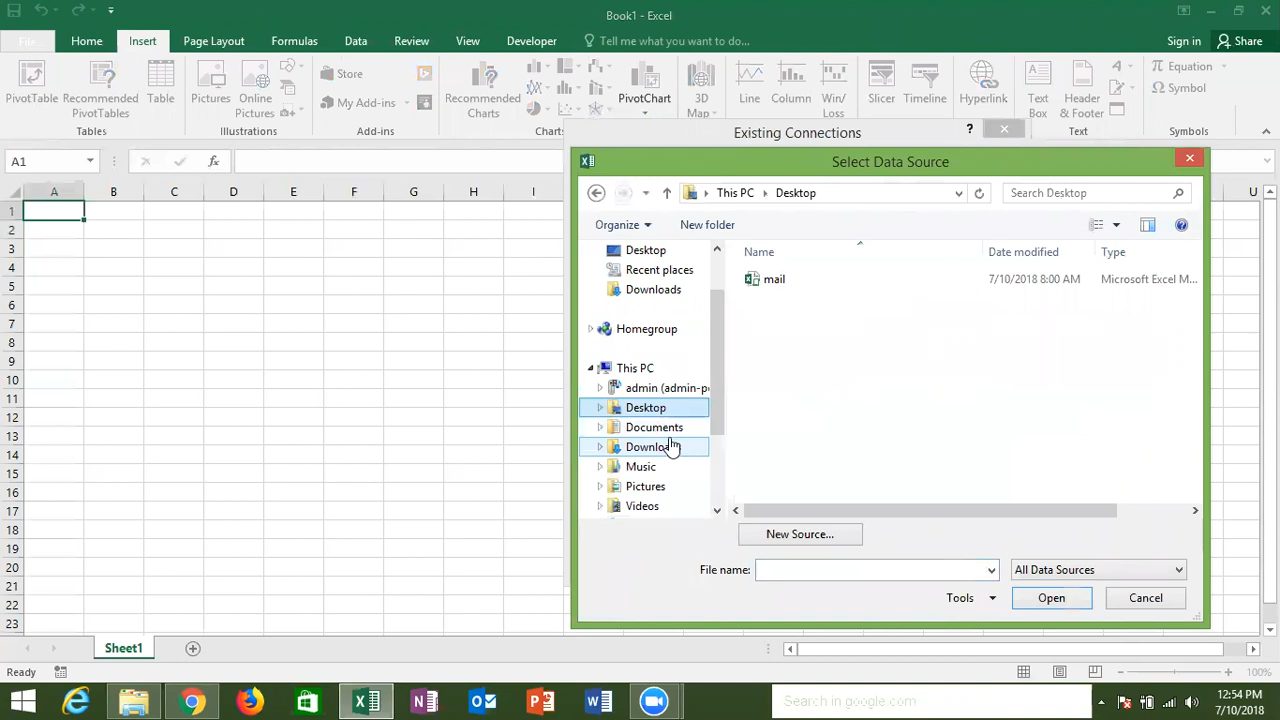 Book1 - Excel
File Home Insert Page Layout Formulas Data Review View Developer Tell me what you want to do... Sign in Share
PivotTable
Recommended
PivotTables
Table
Tables
Pictures
Online
Pictures
Illustrations
Store
My Add-ins
Add-ins
Recommended
Charts
Charts
PivotChart
3D
Map
Line
Column
Win/
Loss
Slicer
Timeline
Hyperlink
Text
Box
Header
& Footer
Text
Equation
Symbol
Symbols
A1
fx
Existing Connections
?
Select Data Source
This PC
Desktop
Search Desktop
Organize
New folder
Name
Date modified
Type
mail
7/10/2018 8:00 AM
Microsoft Excel M...
Desktop
Recent places
Downloads
Homegroup
This PC
admin (admin-p
Desktop
Documents
Downloa
Music
Pictures
Videos
New Source...
File name:
All Data Sources
Tools
Open
Cancel
A B C D E F G H I U
1
2
3
4
5
6
7
8
9
10
11
12
13
14
15
16
17
18
19
20
21
22
23
Sheet1
Ready
100%
Search in google.com
12:54 PM
7/10/2018